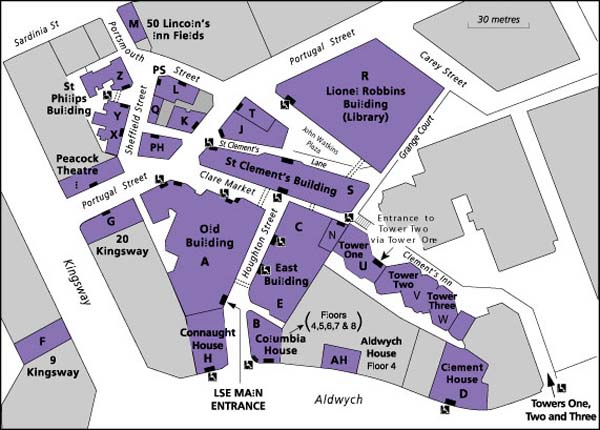 M
50 Lincoln's
Inn Fields
30 metres
Sardinia St
Portsmouth
Street
Portugal Street
Carey Street
PS
Z
L
St
Philips
Building
Sheffield Street
Q
K
Y
X
R
Lionel Robbins
Building
(Library)
T
J
PH
John Watkins
Plaza
Grange Court
St Clement's
Lane
Peacock
Theatre
I
St Clement's Building
S
Portugal Street
Clare Market
G
20
Kingsway
Old
Building
A
Houghton Street
C
N
Entrance to
Tower Two
via Tower One
Tower
One
U
Clement's Inn
East
Building
E
Tower
Two
V
Tower
Three
W
Kingsway
F
9
Kingsway
Connaught
House
H
B
Columbia
House
(Floors
4,5,6,7 & 8)
AH
Aldwych
House
Floor 4
Clement
House
D
LSE MAIN
ENTRANCE
Aldwych
Towers One,
Two and Three